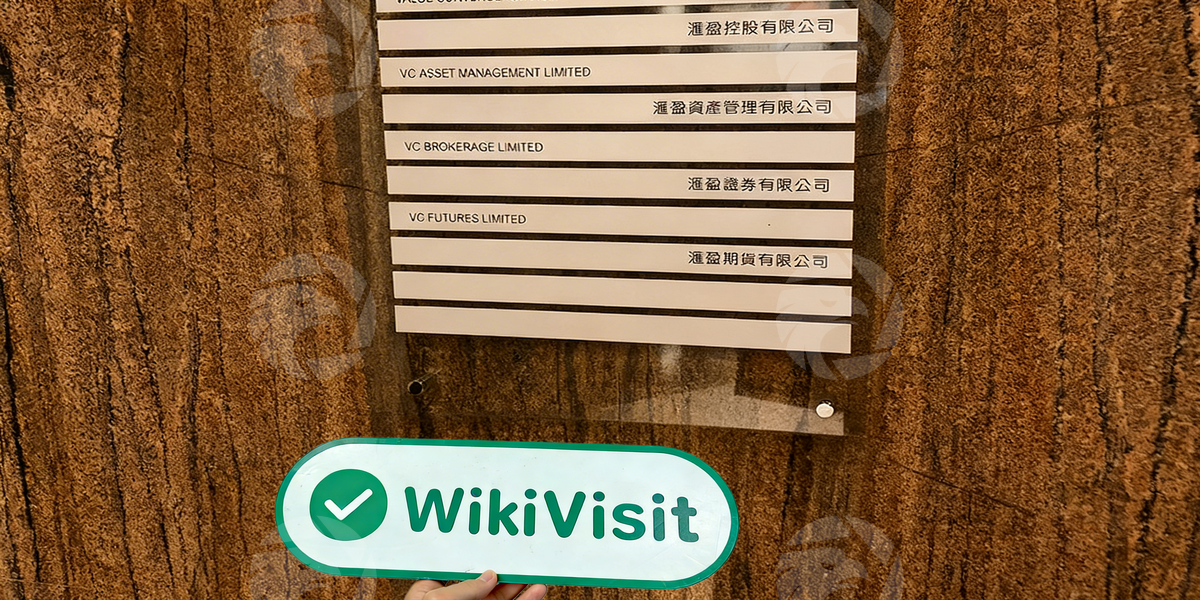 滙盈控股有限公司
VC ASSET MANAGEMENT LIMITED
滙盈資產管理有限公司
VC BROKERAGE LIMITED
滙盈證券有限公司
VC FUTURES LIMITED
滙盈期貨有限公司
WikiVisit